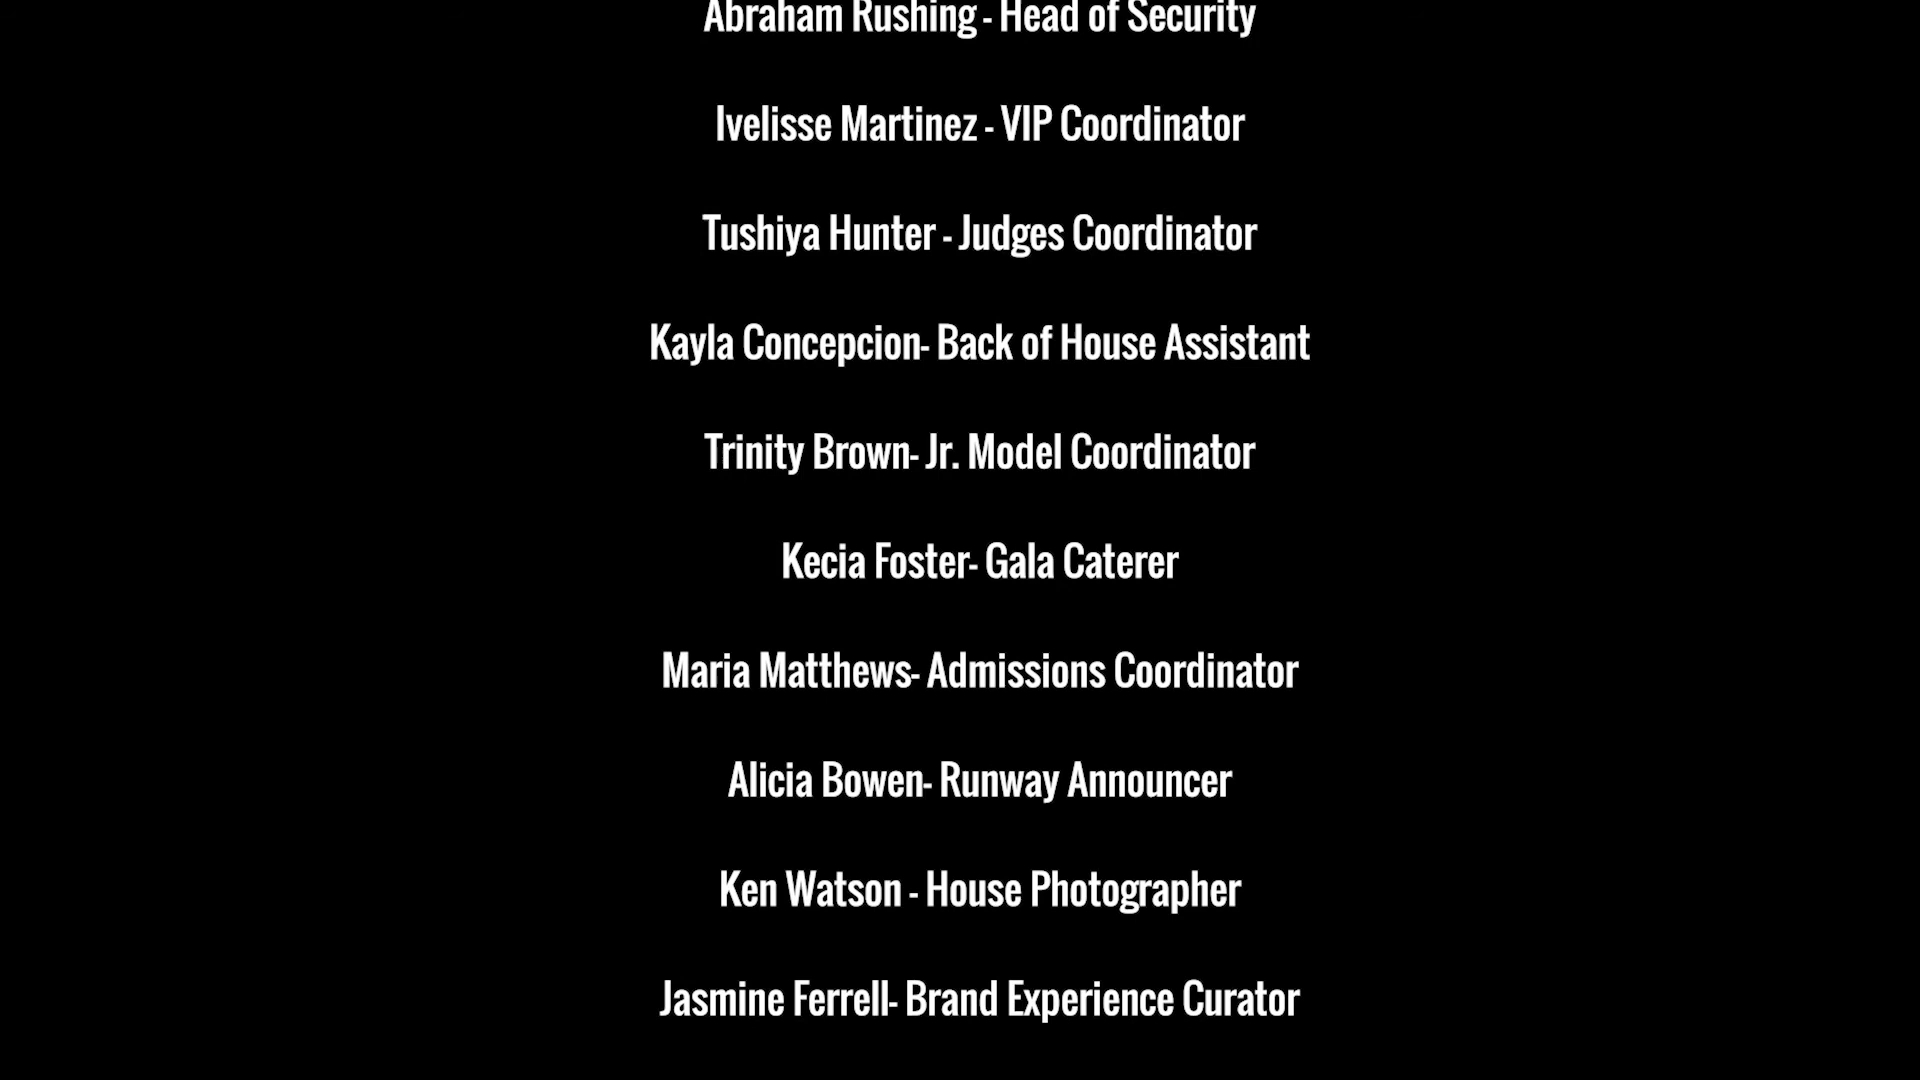 Abraham Rushing - Head of Security
Ivelisse Martinez - VIP Coordinator
Tushiya Hunter - Judges Coordinator
Kayla Concepcion- Back of House Assistant
Trinity Brown- Jr. Model Coordinator
Kecia Foster- Gala Caterer
Maria Matthews- Admissions Coordinator
Alicia Bowen- Runway Announcer
Ken Watson - House Photographer
Jasmine Ferrell- Brand Experience Curator